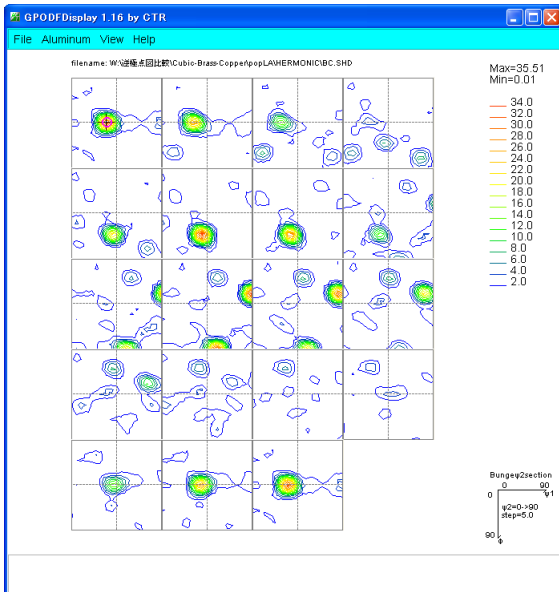 GPODFDisplay 1.16 by CTR
File Aluminum View Help
filename: W:\逆極点図比較\Cubic-Brass-Copper\popLA\HERMONIC\BC.SHD
Max=35.51
Min=0.01
34.0
32.0
30.0
28.0
26.0
24.0
22.0
20.0
18.0
16.0
14.0
12.0
10.0
8.0
6.0
4.0
2.0
Bungeψ2section
0 90
0 ψ1
ψ2=0->90
step=5.0
90
Φ